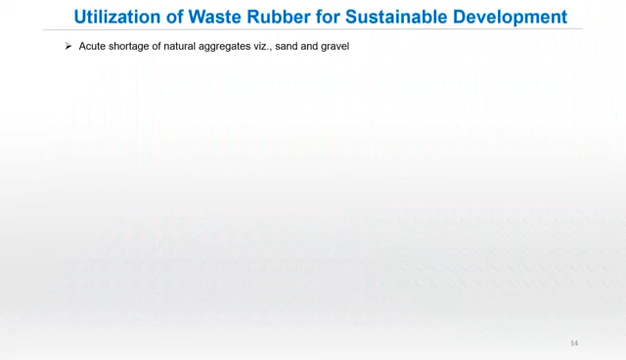 Utilization of Waste Rubber for Sustainable Development
➢ Acute shortage of natural aggregates viz., sand and gravel
14